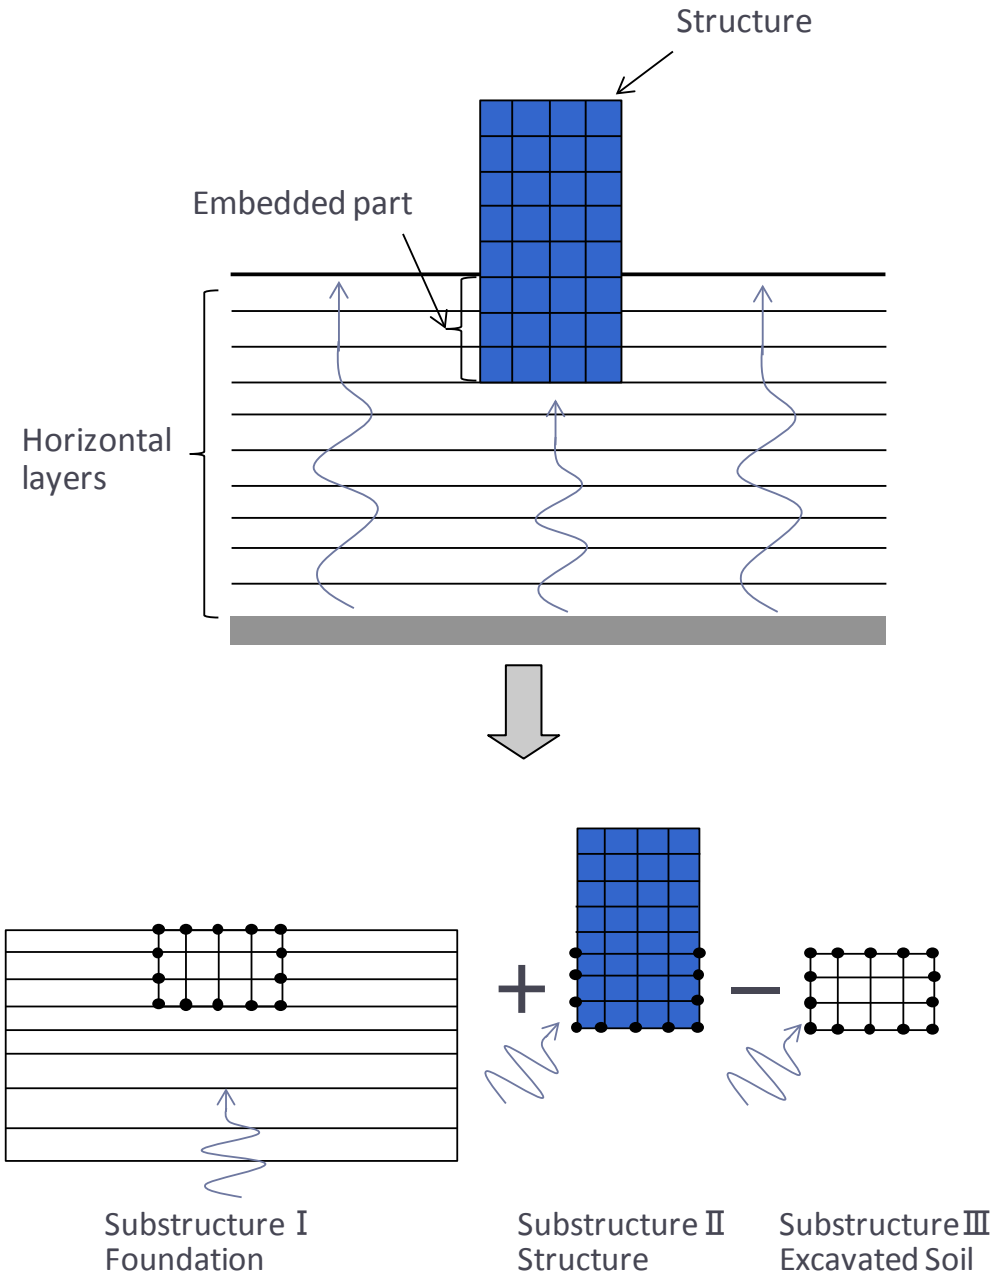 Structure
Embedded part
Horizontal
layers
Substructure Ⅰ
Foundation
Substructure Ⅱ
Structure
Substructure Ⅲ
Excavated Soil